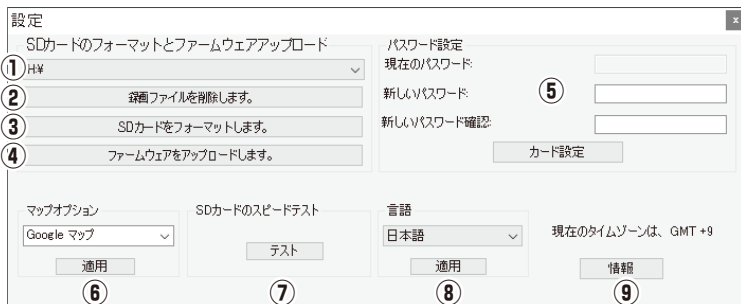 設定
x
SDカードのフォーマットとファームウェアアップロード
① H:¥
② 録画ファイルを削除します。
③ SDカードをフォーマットします。
④ ファームウェアをアップロードします。
パスワード設定
現在のパスワード:
新しいパスワード:
⑤
新しいパスワード確認:
カード設定
マップオプション
Google マップ
適用
⑥
SDカードのスピードテスト
テスト
⑦
言語
日本語
適用
⑧
現在のタイムゾーンは、GMT +9
情報
⑨